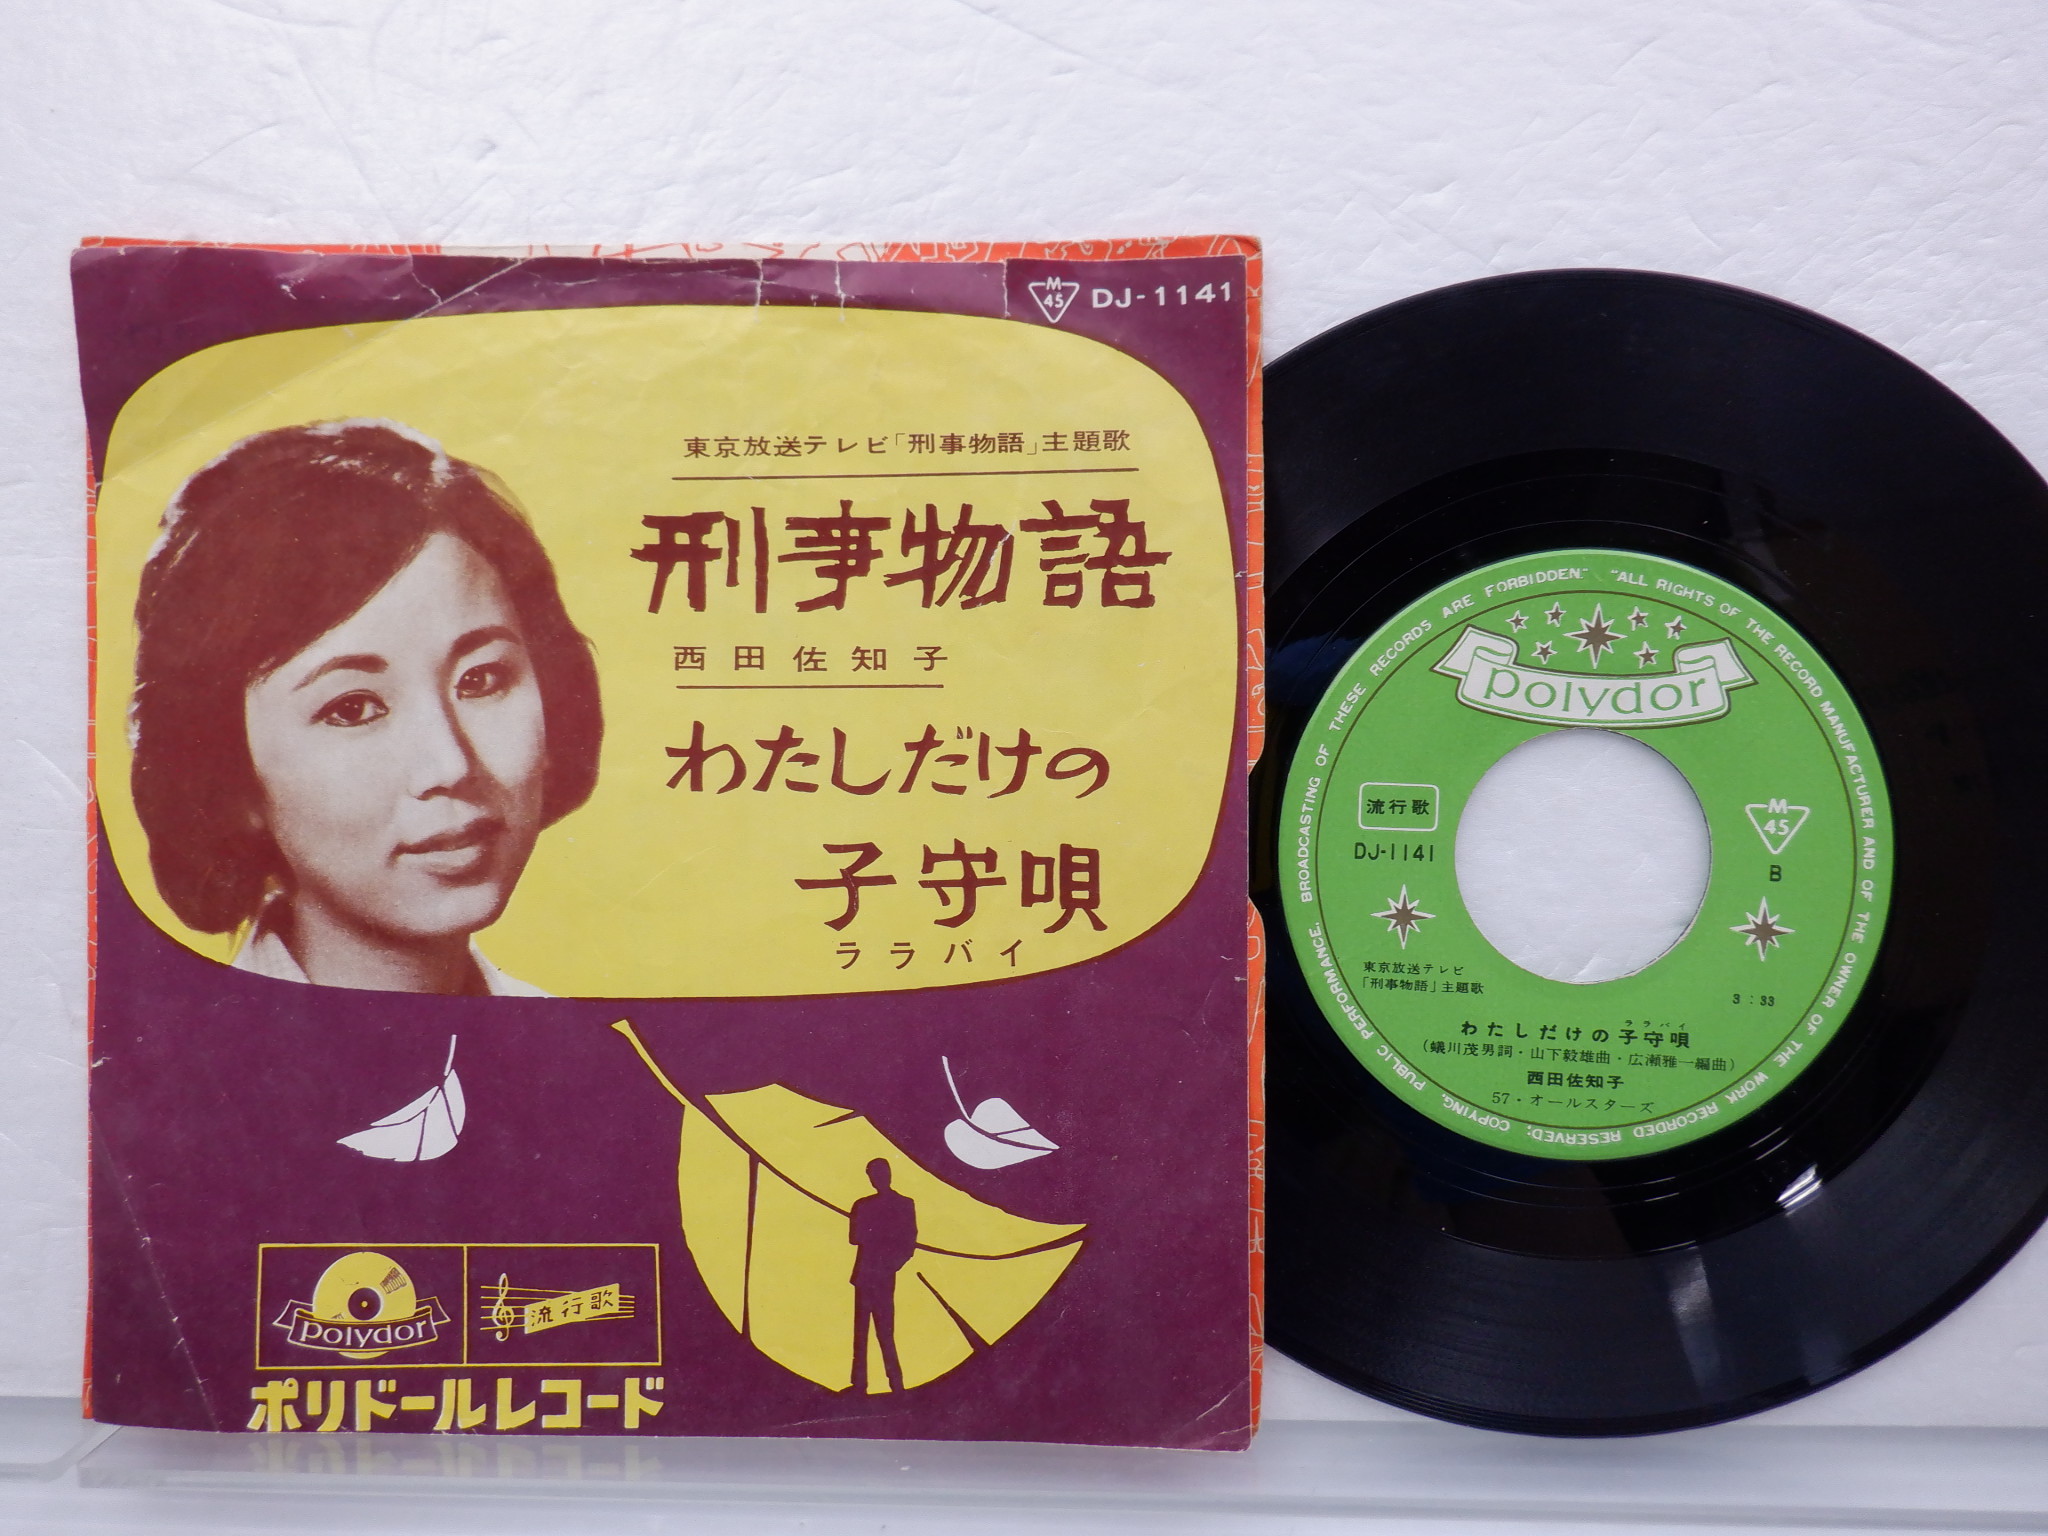 M
45
DJ-1141
東京放送テレビ「刑事物語」主題歌
刑事物語
西田佐知子
わたしだけの
子守唄
ララバイ
polydor
流行歌
ポリドールレコード
BROADCASTING OF THESE RECORDS ARE FORBIDDEN." "ALL RIGHTS OF THE RECORD MANUFACTURER AND OF THE OWNER OF THE WORK RECORDED RESERVED; COPYING, PUBLIC PERFORMANCE,
polydor
流行歌
DJ-1141
M
45
B
東京放送テレビ
「刑事物語」主題歌
3:33
ララバイ
わたしだけの子守唄
(蟻川茂男詞・山下毅雄曲・広瀬雅一編曲)
西田佐知子
57・オールスターズ